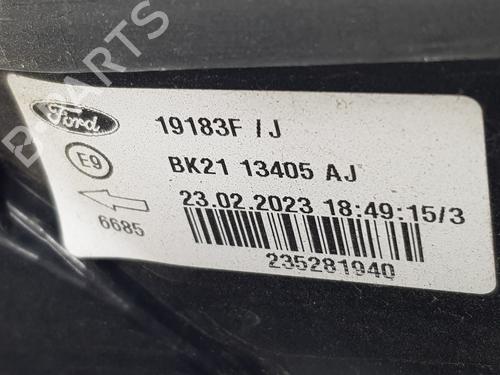 B-PARTS
Ford
19183F /J
E9
BK21 13405 AJ
23.02.2023 18:49:15/3
6685
235281940